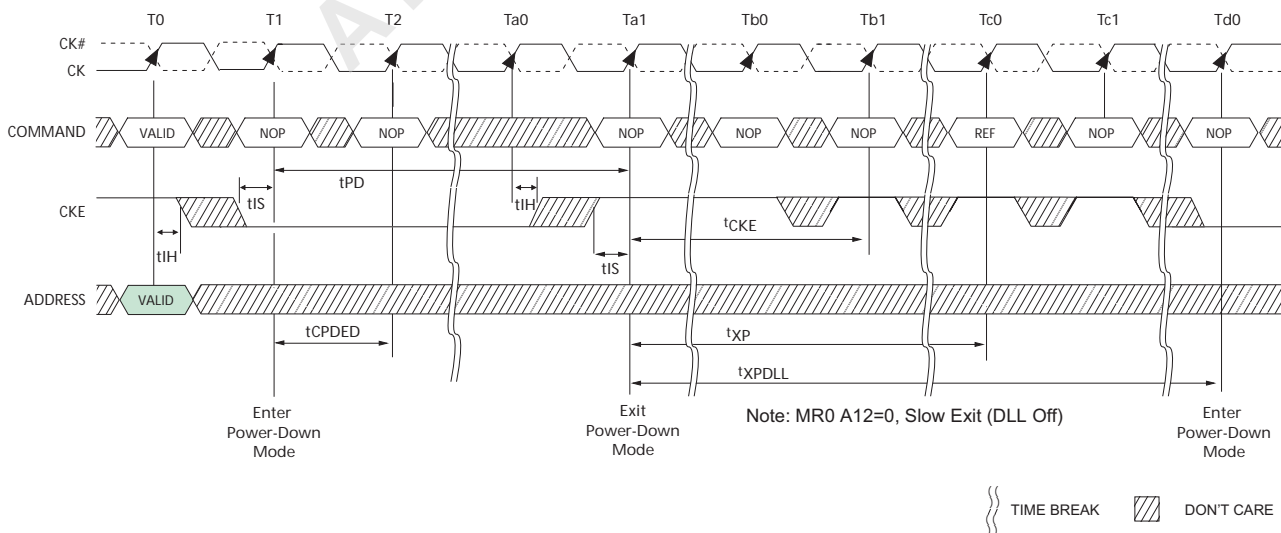 T0 T1 T2 Ta0 Ta1 Tb0 Tb1 Tc0 Tc1 Td0
CK#
CK
COMMAND VALID NOP NOP NOP NOP NOP REF NOP NOP
tPD
tIS tIH
CKE
tCKE
tIH tIS
ADDRESS VALID
tCPDED tXP
tXPDLL
Enter
Power-Down
Mode
Exit
Power-Down
Mode
Note: MR0 A12=0, Slow Exit (DLL Off)
Enter
Power-Down
Mode
TIME BREAK DON'T CARE